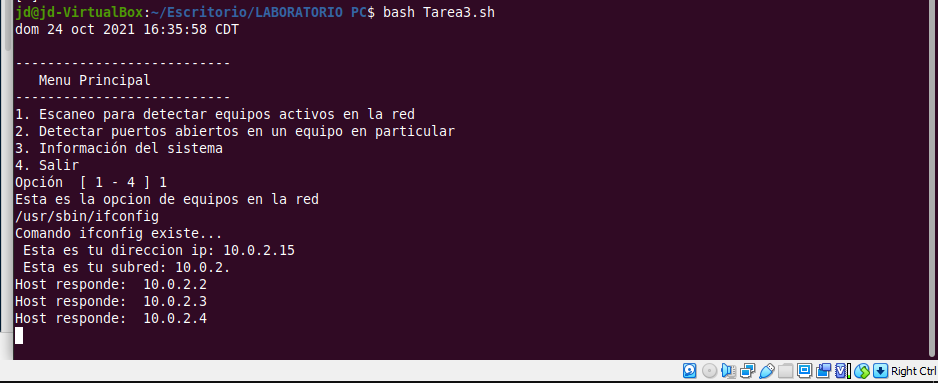 jd@jd-VirtualBox:~/Escritorio/LABORATORIO PC$ bash Tarea3.sh
dom 24 oct 2021 16:35:58 CDT
---------------------------
Menu Principal
---------------------------
1. Escaneo para detectar equipos activos en la red
2. Detectar puertos abiertos en un equipo en particular
3. Información del sistema
4. Salir
Opción  [ 1 - 4 ] 1
Esta es la opcion de equipos en la red
/usr/sbin/ifconfig
Comando ifconfig existe...
Esta es tu direccion ip: 10.0.2.15
Esta es tu subred: 10.0.2.
Host responde:  10.0.2.2
Host responde:  10.0.2.3
Host responde:  10.0.2.4
Right Ctrl